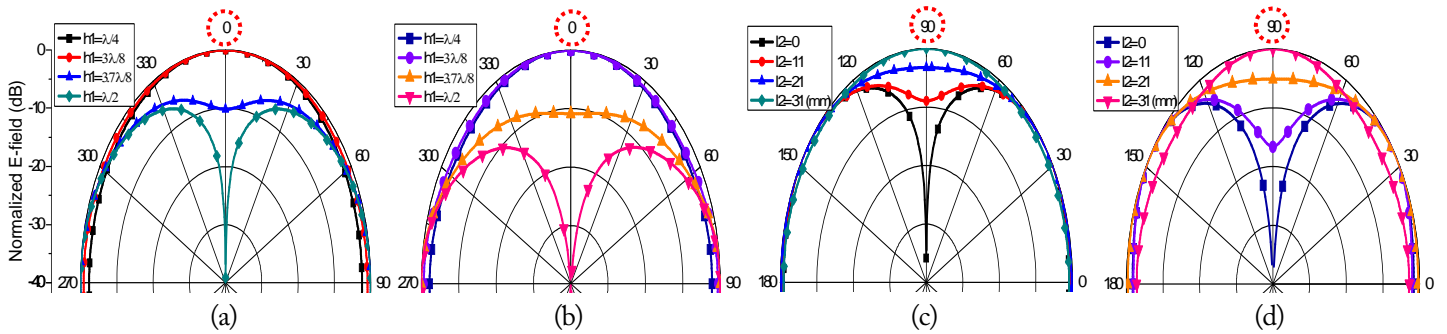 Normalized E-field (dB)
0
-10
-20
-30
-40
h1=λ/4
h1=3λ/8
h1=3.7λ/8
h1=λ/2
0
330
30
300
60
270
90
(a)
h1=λ/4
h1=3λ/8
h1=3.7λ/8
h1=λ/2
0
330
30
300
60
270
90
(b)
l2=0
l2=11
l2=21
l2=31(mm)
90
120
60
150
30
180
0
(c)
l2=0
l2=11
l2=21
l2=31(mm)
90
120
60
150
30
180
0
(d)